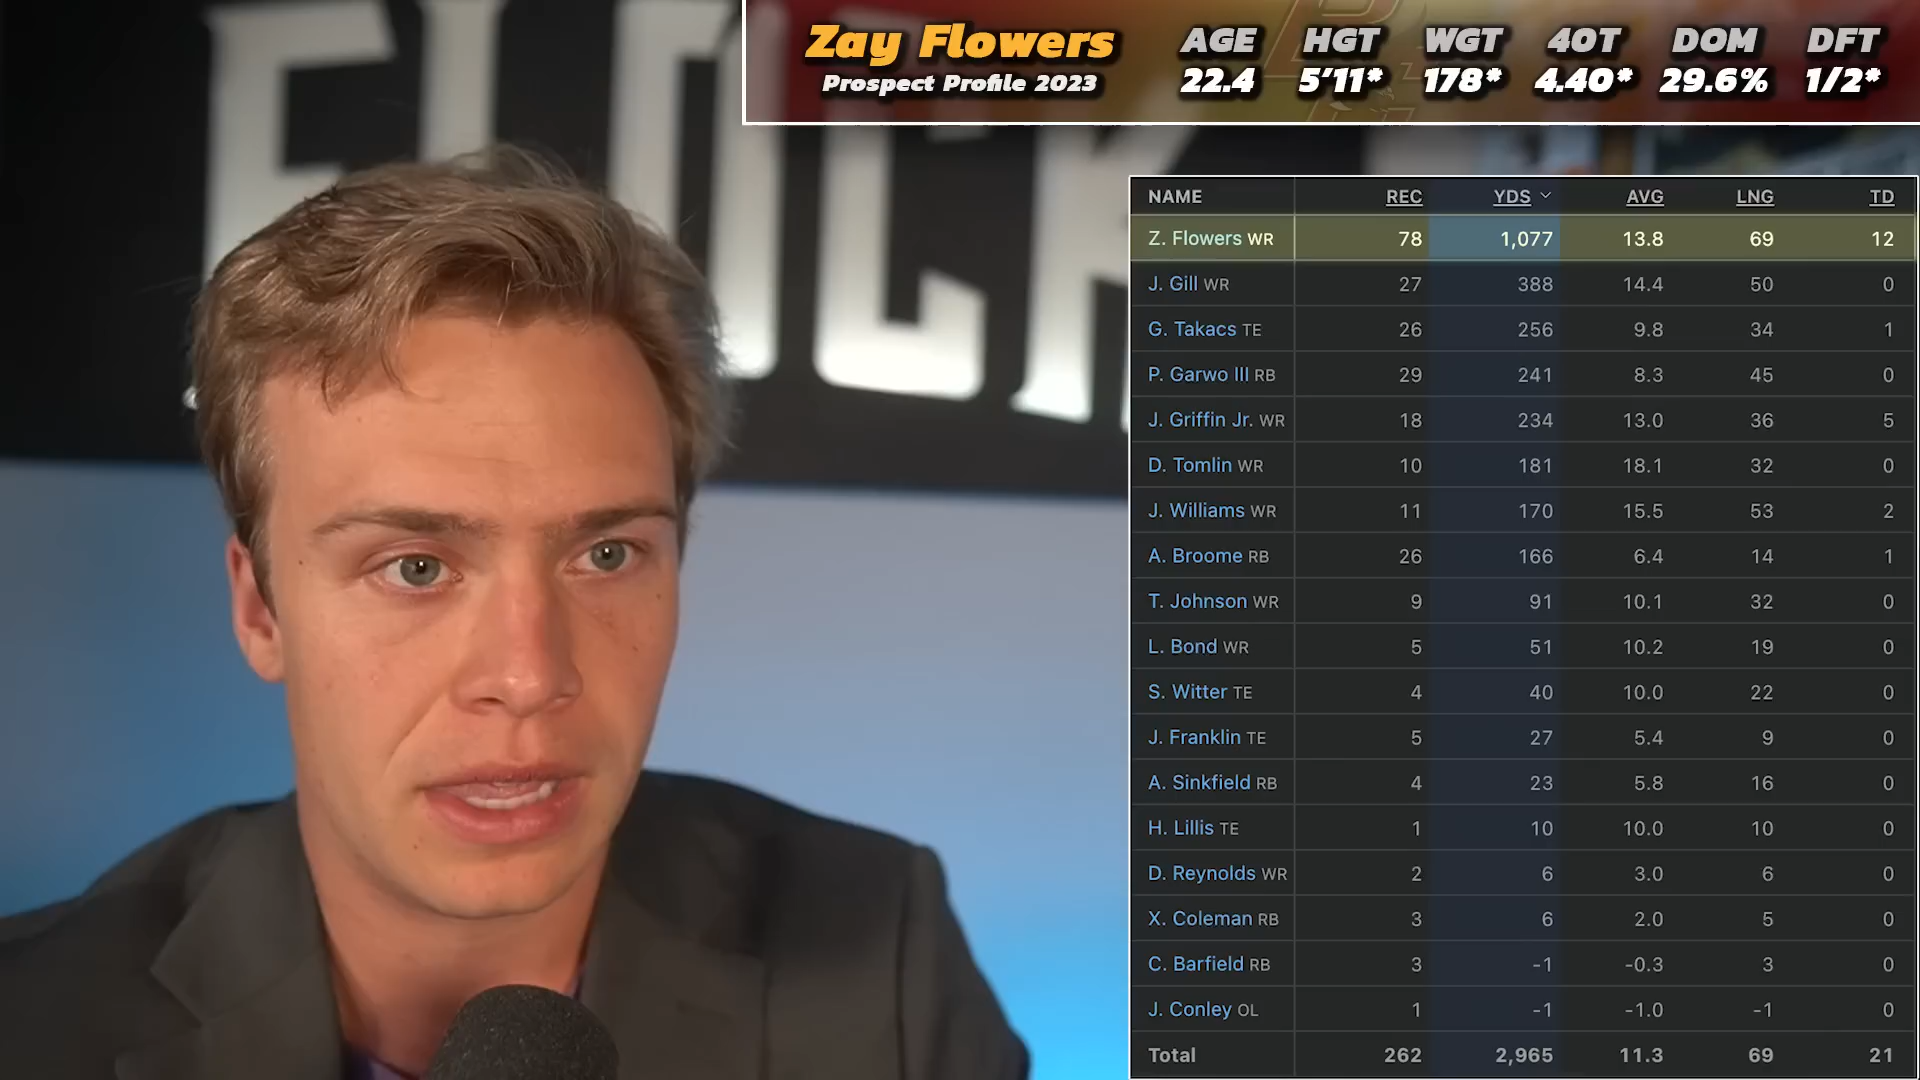 FLOCK
Zay Flowers
Prospect Profile 2023
AGE HGT WGT 40T DOM DFT
22.4 5'11* 178* 4.40* 29.6% 1/2*
NAME REC YDS AVG LNG TD
Z. Flowers WR 78 1,077 13.8 69 12
J. Gill WR 27 388 14.4 50 0
G. Takacs TE 26 256 9.8 34 1
P. Garwo III RB 29 241 8.3 45 0
J. Griffin Jr. WR 18 234 13.0 36 5
D. Tomlin WR 10 181 18.1 32 0
J. Williams WR 11 170 15.5 53 2
A. Broome RB 26 166 6.4 14 1
T. Johnson WR 9 91 10.1 32 0
L. Bond WR 5 51 10.2 19 0
S. Witter TE 4 40 10.0 22 0
J. Franklin TE 5 27 5.4 9 0
A. Sinkfield RB 4 23 5.8 16 0
H. Lillis TE 1 10 10.0 10 0
D. Reynolds WR 2 6 3.0 6 0
X. Coleman RB 3 6 2.0 5 0
C. Barfield RB 3 -1 -0.3 3 0
J. Conley OL 1 -1 -1.0 -1 0
Total 262 2,965 11.3 69 21